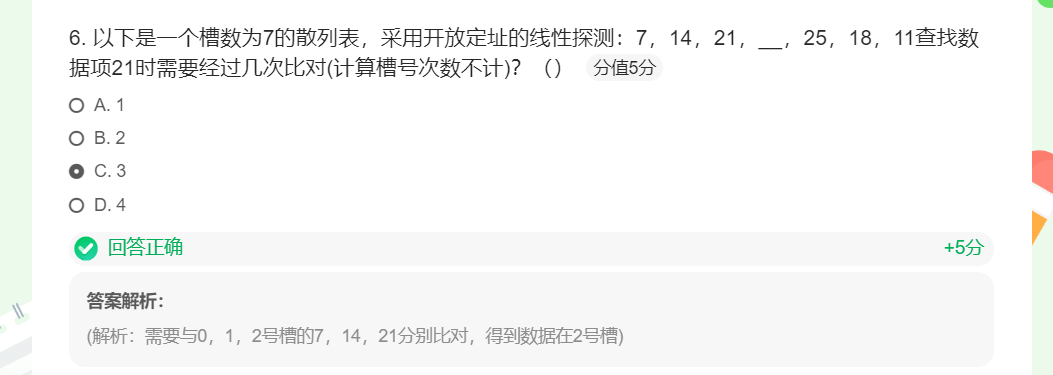 6. 以下是一个槽数为7的散列表，采用开放定址的线性探测：7，14，21，__，25，18，11查找数
据项21时需要经过几次比对(计算槽号次数不计)？（） 分值5分
A. 1
B. 2
C. 3
D. 4
回答正确 +5分
答案解析：
(解析：需要与0，1，2号槽的7，14，21分别比对，得到数据在2号槽)